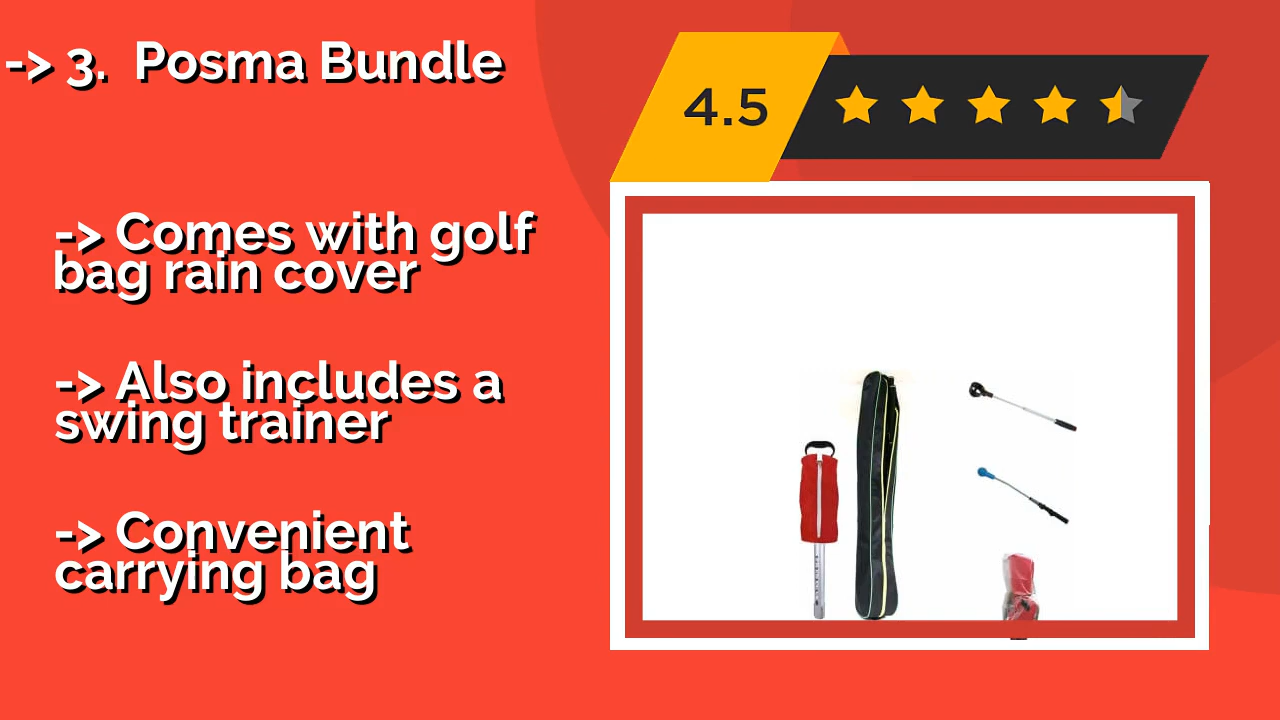 -> 3.  Posma Bundle
4.5
-> Comes with golf
bag rain cover
-> Also includes a
swing trainer
-> Convenient
carrying bag